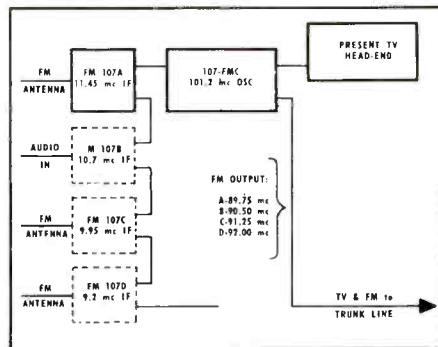 PRESENT TV
HEAD-END
FM
ANTENNA
FM 107A
11.45 mc IF
107-FMC
101.2 mc OSC
AUDIO
IN
M 107B
10.7 mc IF
FM
ANTENNA
FM 107C
9.95 mc IF
FM
ANTENNA
FM 107D
9.2 mc IF
FM OUTPUT:
A-89.75 mc
B-90.50 mc
C-91.25 mc
D-92.00 mc
TV & FM to
TRUNK LINE